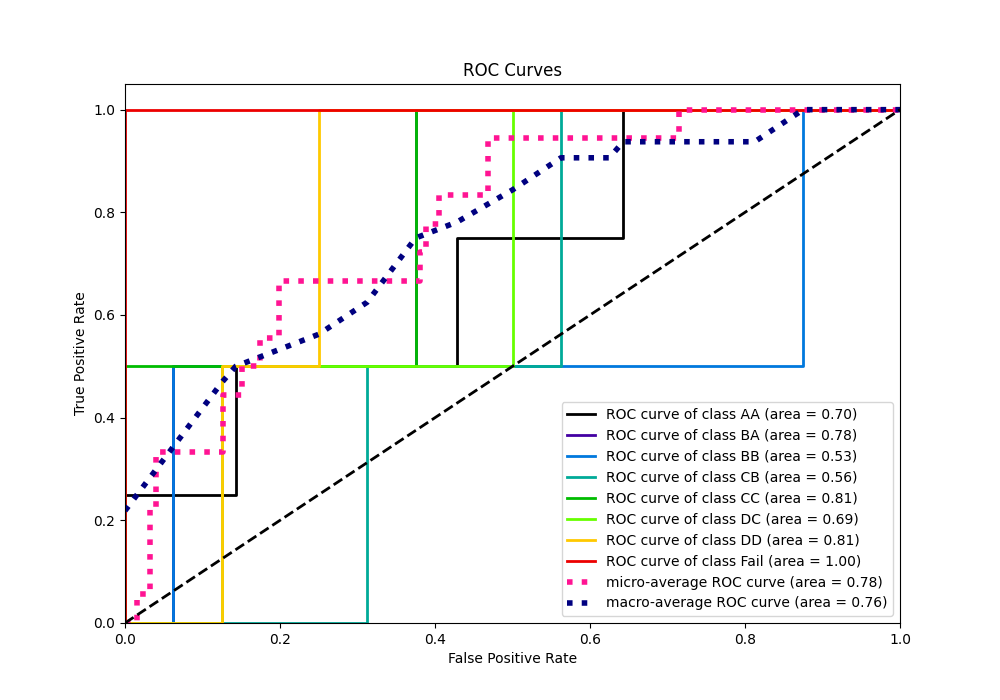 ROC Curves
True Positive Rate
1.0
0.8
0.6
0.4
0.2
0.0
0.0 0.2 0.4 0.6 0.8 1.0
False Positive Rate
ROC curve of class AA (area = 0.70)
ROC curve of class BA (area = 0.78)
ROC curve of class BB (area = 0.53)
ROC curve of class CB (area = 0.56)
ROC curve of class CC (area = 0.81)
ROC curve of class DC (area = 0.69)
ROC curve of class DD (area = 0.81)
ROC curve of class Fail (area = 1.00)
micro-average ROC curve (area = 0.78)
macro-average ROC curve (area = 0.76)